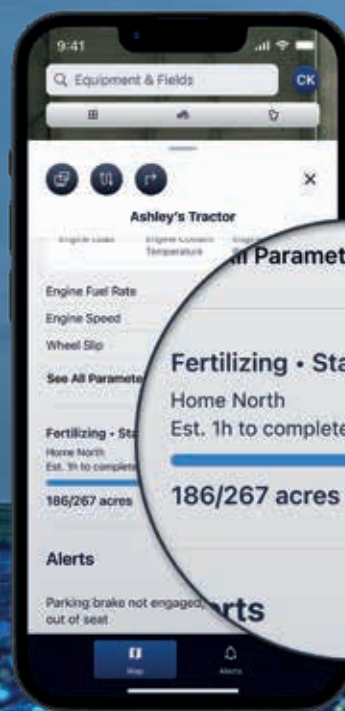 9:41
Equipment & Fields
CK
Ashley's Tractor
Engine Load
Engine Coolant
Temperature
Engine Fuel Rate
Engine Speed
Wheel Slip
See All Paramete
Fertilizing • Sta
Home North
Est. 1h to complete
186/267 acres
Alerts
Parking brake not engaged,
out of seat
Map
Alerts
ll Paramet
Fertilizing • Sta
Home North
Est. 1h to complete
186/267 acres
rts